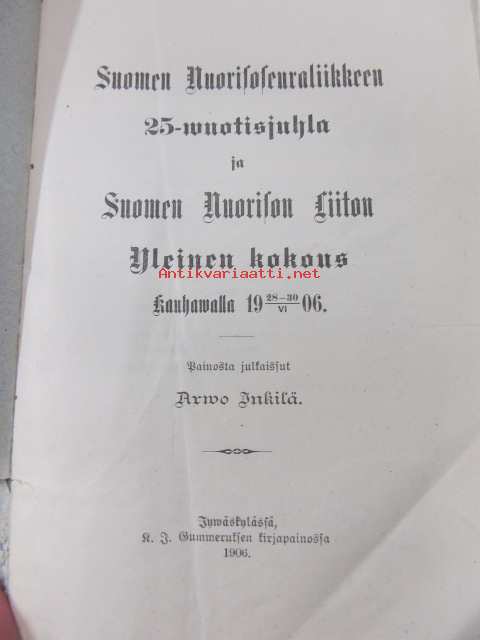 Suomen Nuorisoseuraliikkeen
25-wuotisjuhla
ja
Suomen Nuorison Liiton
Yleinen kokous
Antikvariaatti.net
Kauhawalla 19 28–30/VI 06.
Painosta julkaissut
Arwo Inkilä.
Jywäskylässä,
K. J. Gummeruksen kirjapainossa
1906.